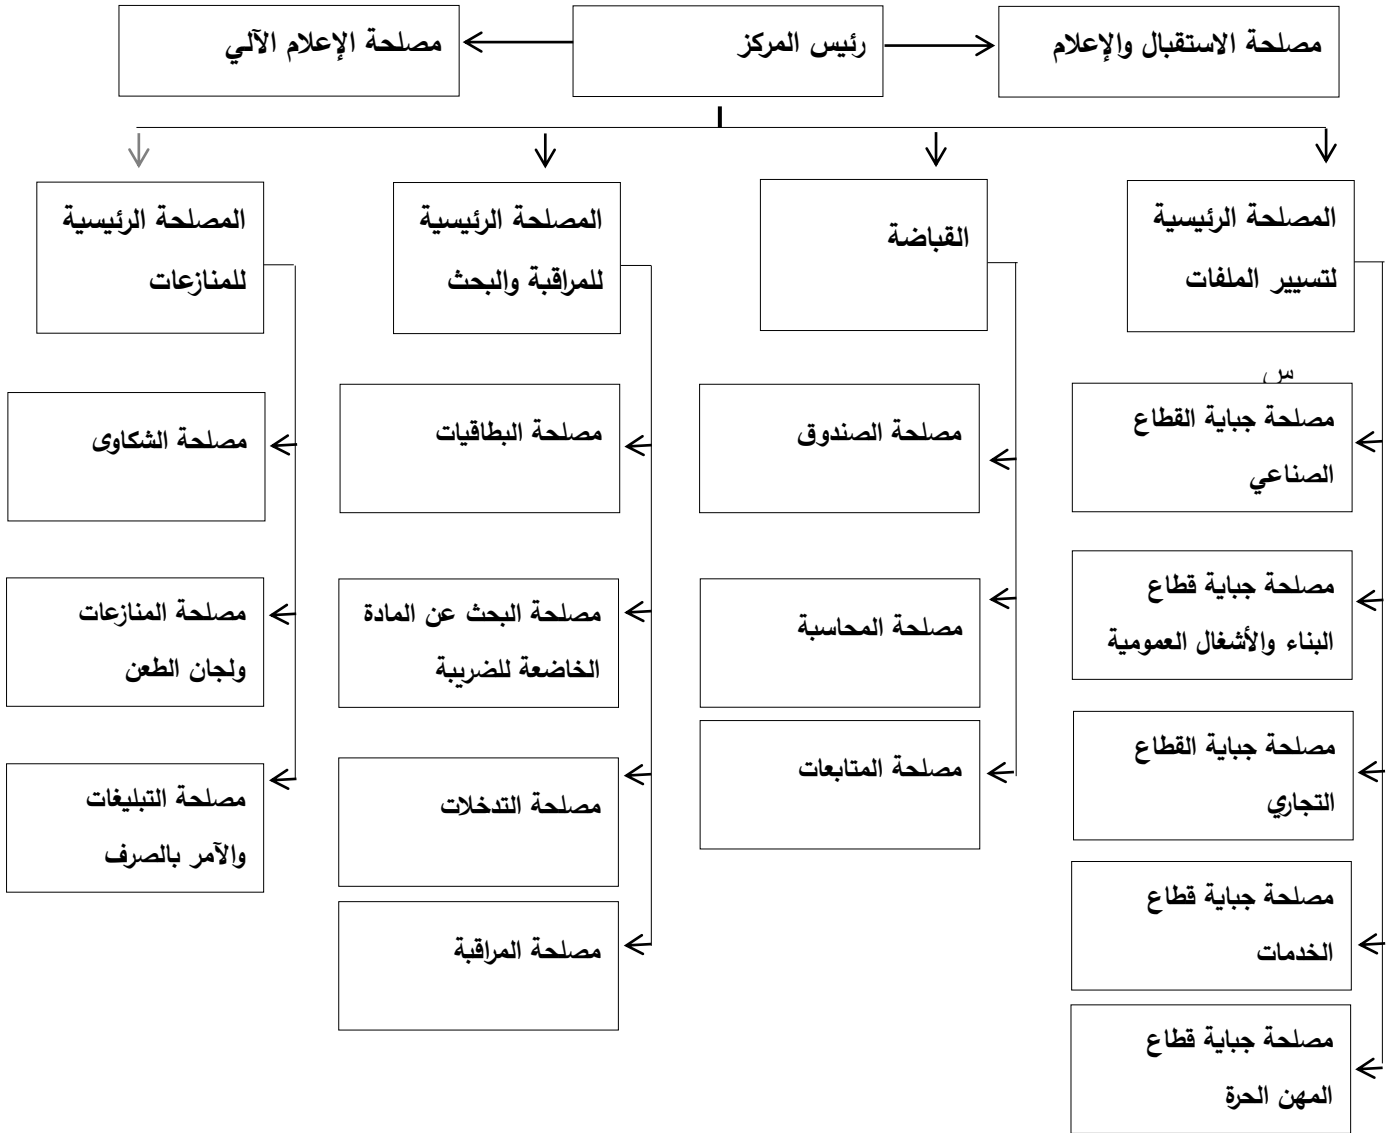 مصلحة الاستقبال والإعلام
رئيس المركز
مصلحة الإعلام الآلي
المصلحة الرئيسية
لتسيير الملفات
القباضة
المصلحة الرئيسية
للمراقبة والبحث
المصلحة الرئيسية
للمنازعات
س
مصلحة جباية القطاع
الصناعي
مصلحة الصندوق
مصلحة البطاقيات
مصلحة الشكاوى
مصلحة جباية قطاع
البناء والأشغال العمومية
مصلحة المحاسبة
مصلحة البحث عن المادة
الخاضعة للضريبة
مصلحة المنازعات
ولجان الطعن
مصلحة جباية القطاع
التجاري
مصلحة المتابعات
مصلحة التدخلات
مصلحة التبليغات
والآمر بالصرف
مصلحة جباية قطاع
الخدمات
مصلحة المراقبة
مصلحة جباية قطاع
المهن الحرة